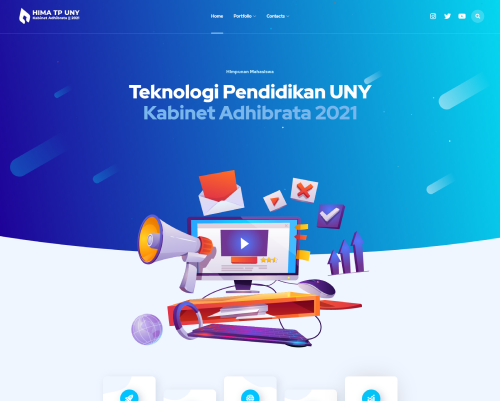 HIMA TP UNY
Kabinet Adhibrata || 2021
Home
Portfolio
Contacts
Himpunan Mahasiswa
Teknologi Pendidikan UNY
Kabinet Adhibrata 2021